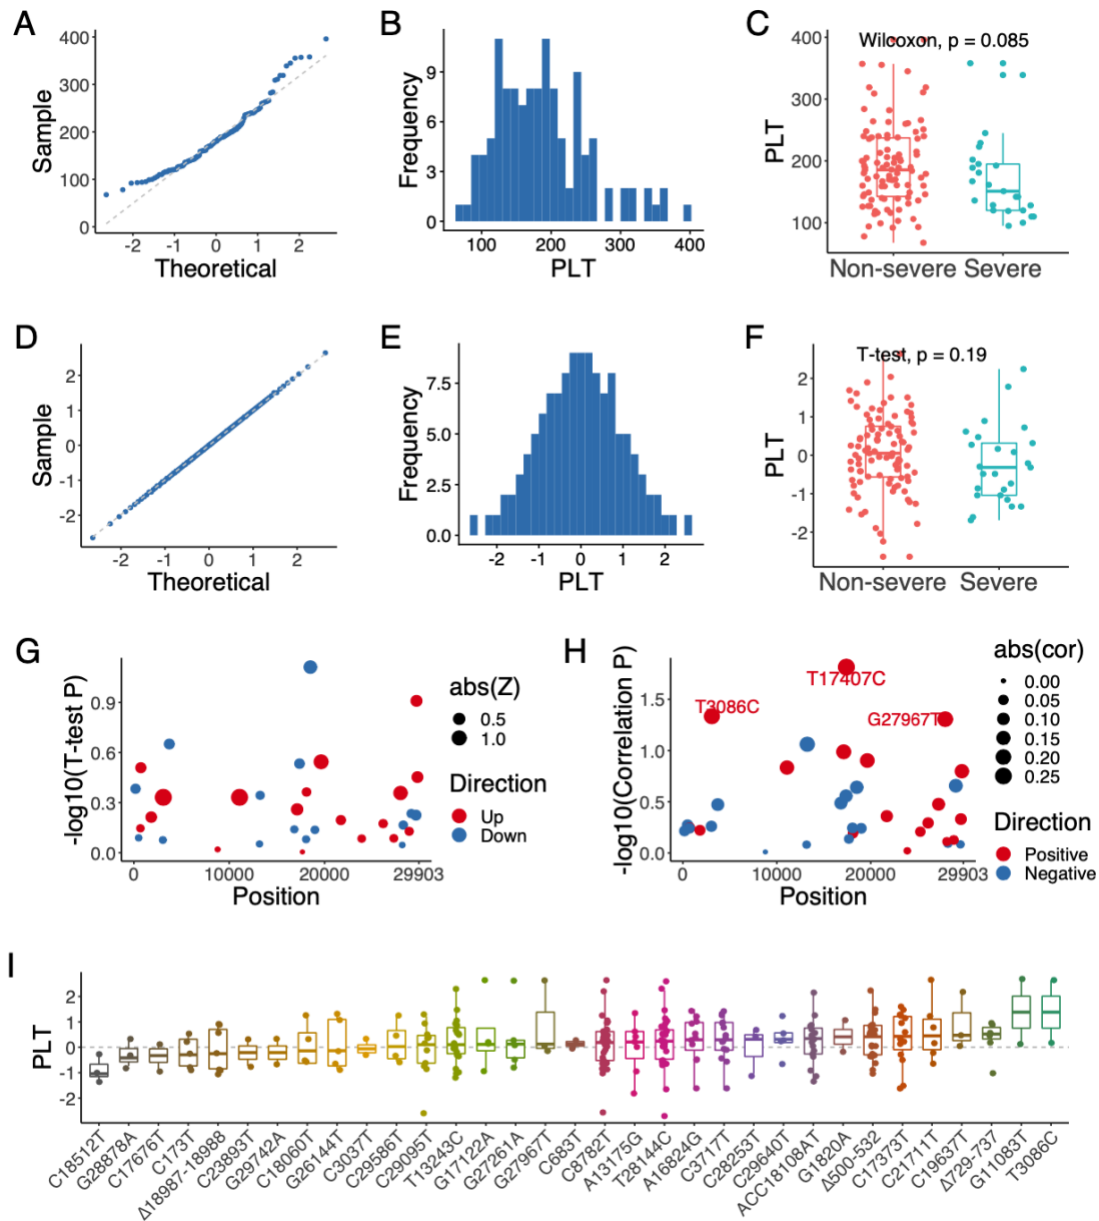 A
Sample
400
300
200
100
0
-2 -1 0 1 2
Theoretical
B
Frequency
9
6
3
0
100 200 300 400
PLT
C
Wilcoxon, p = 0.085
PLT
400
300
200
100
Non-severe Severe
D
Sample
2
1
0
-1
-2
-2 -1 0 1 2
Theoretical
E
Frequency
7.5
5.0
2.5
0.0
-2 -1 0 1 2
PLT
F
T-test, p = 0.19
PLT
2
1
0
-1
-2
Non-severe Severe
G
-log10(T-test P)
0.9
0.6
0.3
0.0
0 10000 20000 29903
Position
abs(Z)
0.5
1.0
Direction
Up
Down
H
-log10(Correlation P)
1.5
1.0
0.5
0.0
T17407C
T3086C
G27967T
0 10000 20000 29903
Position
abs(cor)
0.00
0.05
0.10
0.15
0.20
0.25
Direction
Positive
Negative
I
PLT
2
1
0
-1
-2
C18512T
G28878A
C17676T
C173T
Δ18987-18988
C23893T
G29742A
C18060T
G26144T
C3037T
C29586T
C29095T
T13243C
G17122A
G27261A
G27967T
C683T
C8782T
A13175G
T28144C
A16824G
C3717T
C28253T
C29640T
ACC18108AT
G1820A
Δ500-532
C17373T
C21711T
C19637T
Δ729-737
G11083T
T3086C